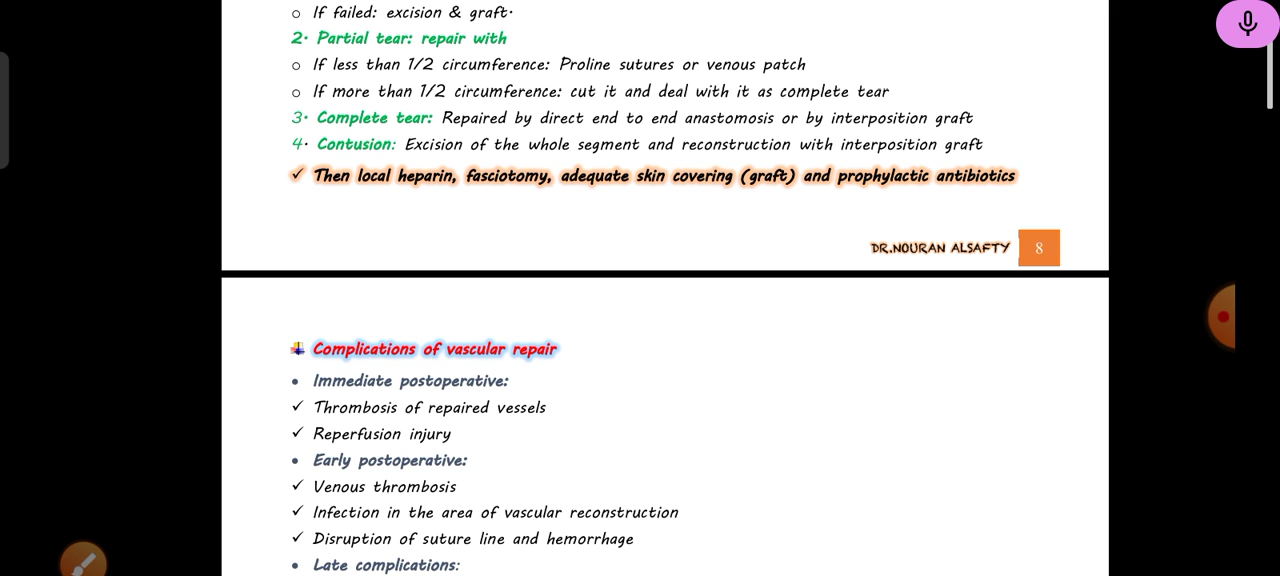 o If failed: excision & graft.
2. Partial tear: repair with
o If less than 1/2 circumference: Proline sutures or venous patch
o If more than 1/2 circumference: cut it and deal with it as complete tear
3. Complete tear: Repaired by direct end to end anastomosis or by interposition graft
4. Contusion: Excision of the whole segment and reconstruction with interposition graft
✓ Then local heparin, fasciotomy, adequate skin covering (graft) and prophylactic antibiotics
DR.NOURAN ALSAFTY 8
Complications of vascular repair
• Immediate postoperative:
✓ Thrombosis of repaired vessels
✓ Reperfusion injury
• Early postoperative:
✓ Venous thrombosis
✓ Infection in the area of vascular reconstruction
✓ Disruption of suture line and hemorrhage
• Late complications: